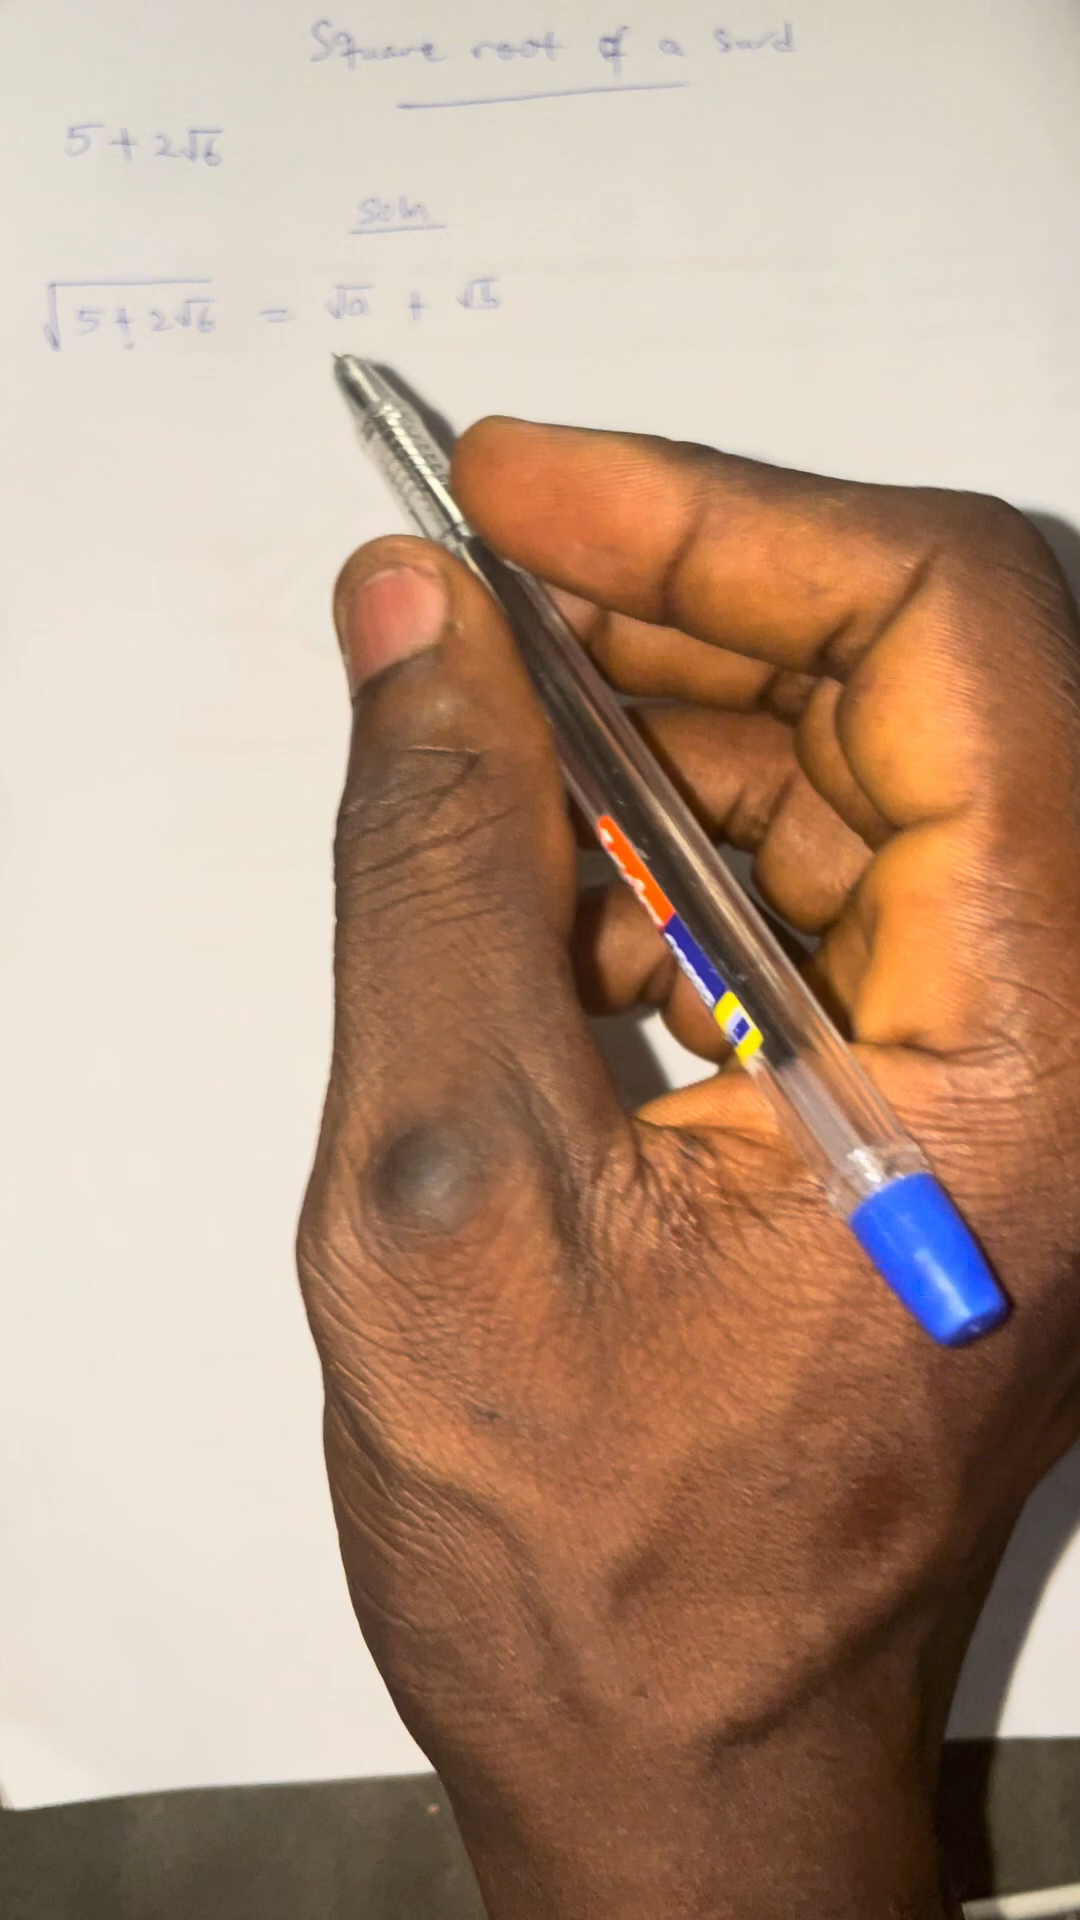 Square root of a surd
5 + 2√6
Soln
√(5 + 2√6) = √a + √b